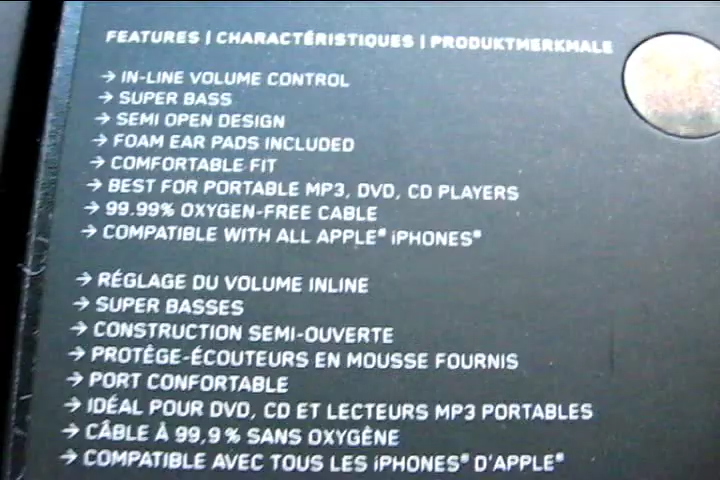 FEATURES | CHARACTÉRISTIQUES | PRODUKTMERKMALE
→ IN-LINE VOLUME CONTROL
→ SUPER BASS
→ SEMI OPEN DESIGN
→ FOAM EAR PADS INCLUDED
→ COMFORTABLE FIT
→ BEST FOR PORTABLE MP3, DVD, CD PLAYERS
→ 99.99% OXYGEN-FREE CABLE
→ COMPATIBLE WITH ALL APPLE® iPHONES®
→ RÉGLAGE DU VOLUME INLINE
→ SUPER BASSES
→ CONSTRUCTION SEMI-OUVERTE
→ PROTÈGE-ÉCOUTEURS EN MOUSSE FOURNIS
→ PORT CONFORTABLE
→ IDÉAL POUR DVD, CD ET LECTEURS MP3 PORTABLES
→ CÂBLE À 99,9 % SANS OXYGÊNE
→ COMPATIBLE AVEC TOUS LES iPHONES® D'APPLE®